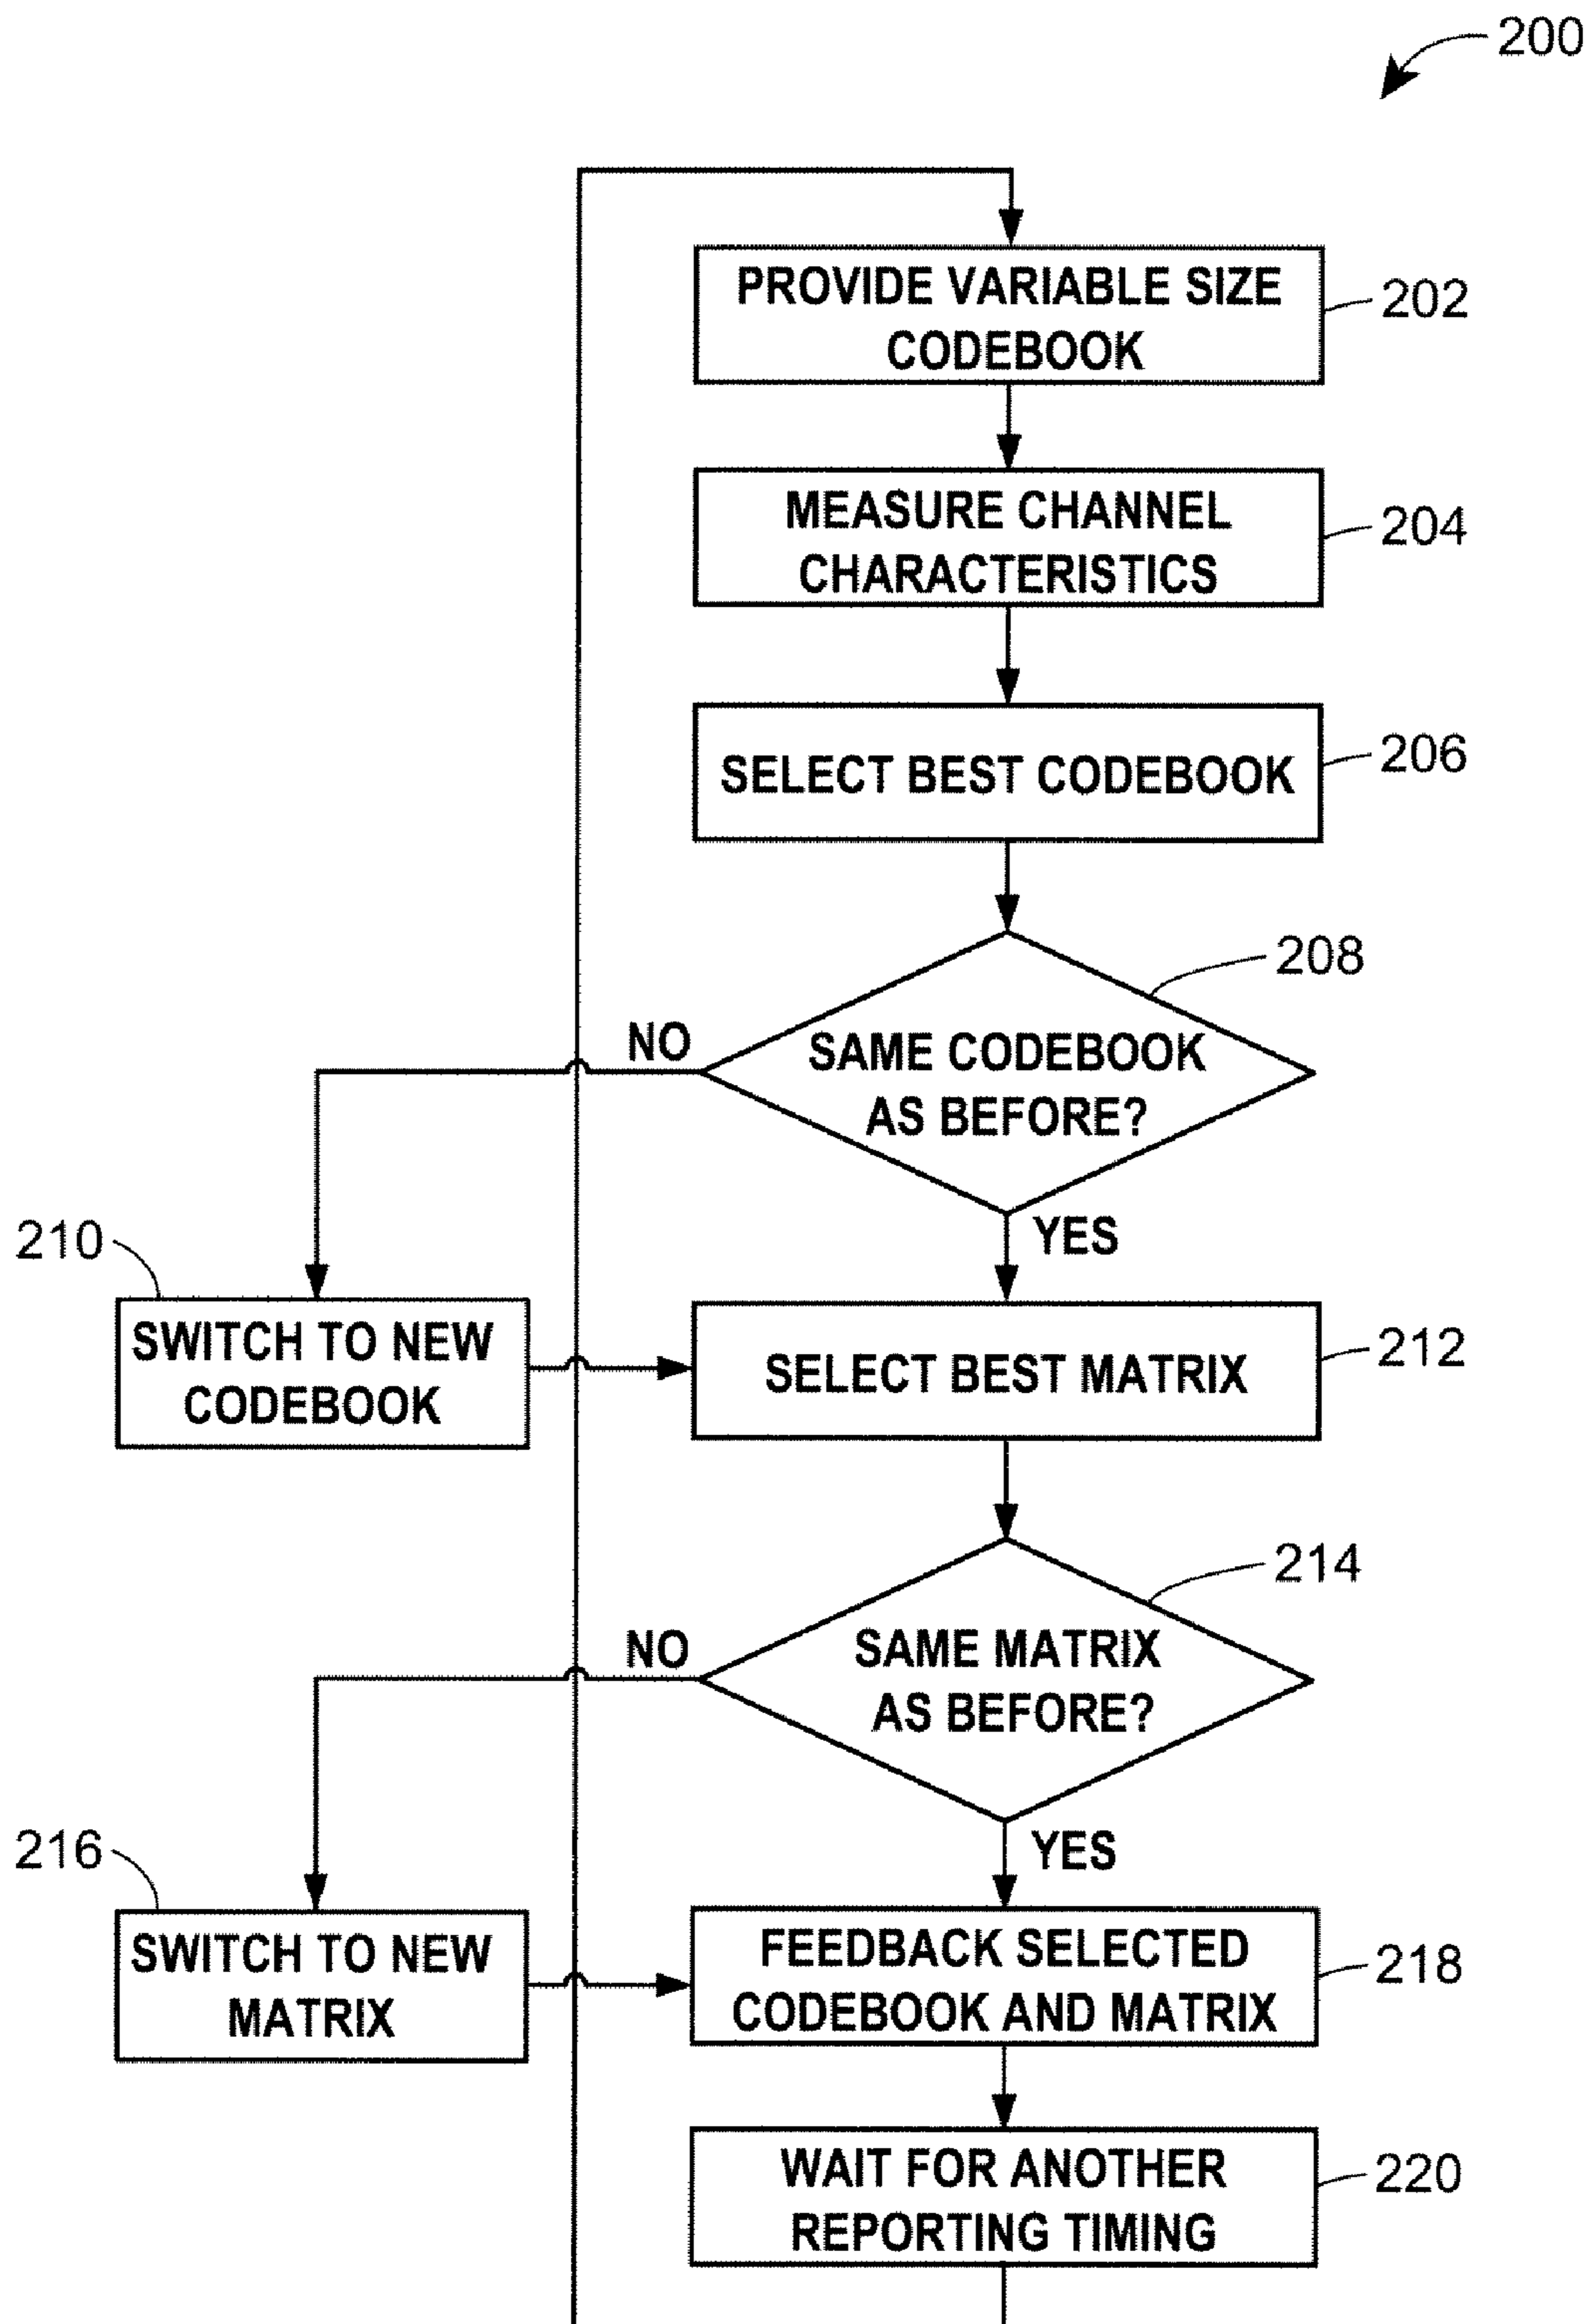 200
PROVIDE VARIABLE SIZE
CODEBOOK
202
MEASURE CHANNEL
CHARACTERISTICS
204
SELECT BEST CODEBOOK
206
208
NO
SAME CODEBOOK
AS BEFORE?
YES
210
SWITCH TO NEW
CODEBOOK
SELECT BEST MATRIX
212
214
NO
SAME MATRIX
AS BEFORE?
YES
216
SWITCH TO NEW
MATRIX
FEEDBACK SELECTED
CODEBOOK AND MATRIX
218
WAIT FOR ANOTHER
REPORTING TIMING
220